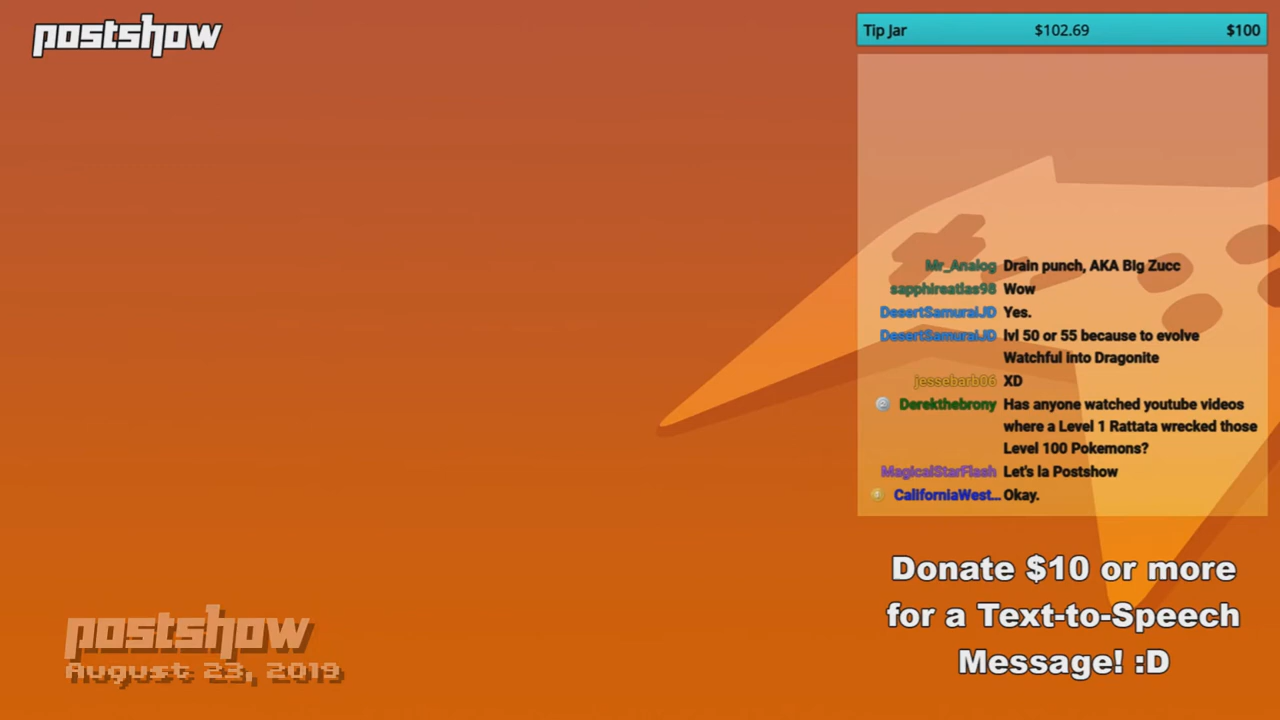 postshow
Tip Jar $102.69 $100
Mr_Analog Drain punch, AKA Big Zucc
sapphireatlas98 Wow
DesertSamuraiJD Yes.
DesertSamuraiJD lvl 50 or 55 because to evolve
Watchful into Dragonite
jessebarb06 XD
Derekthebrony Has anyone watched youtube videos
where a Level 1 Rattata wrecked those
Level 100 Pokemons?
MagicalStarFlash Let's la Postshow
CaliforniaWest... Okay.
Donate $10 or more
for a Text-to-Speech
Message! :D
postshow
August 23, 2019